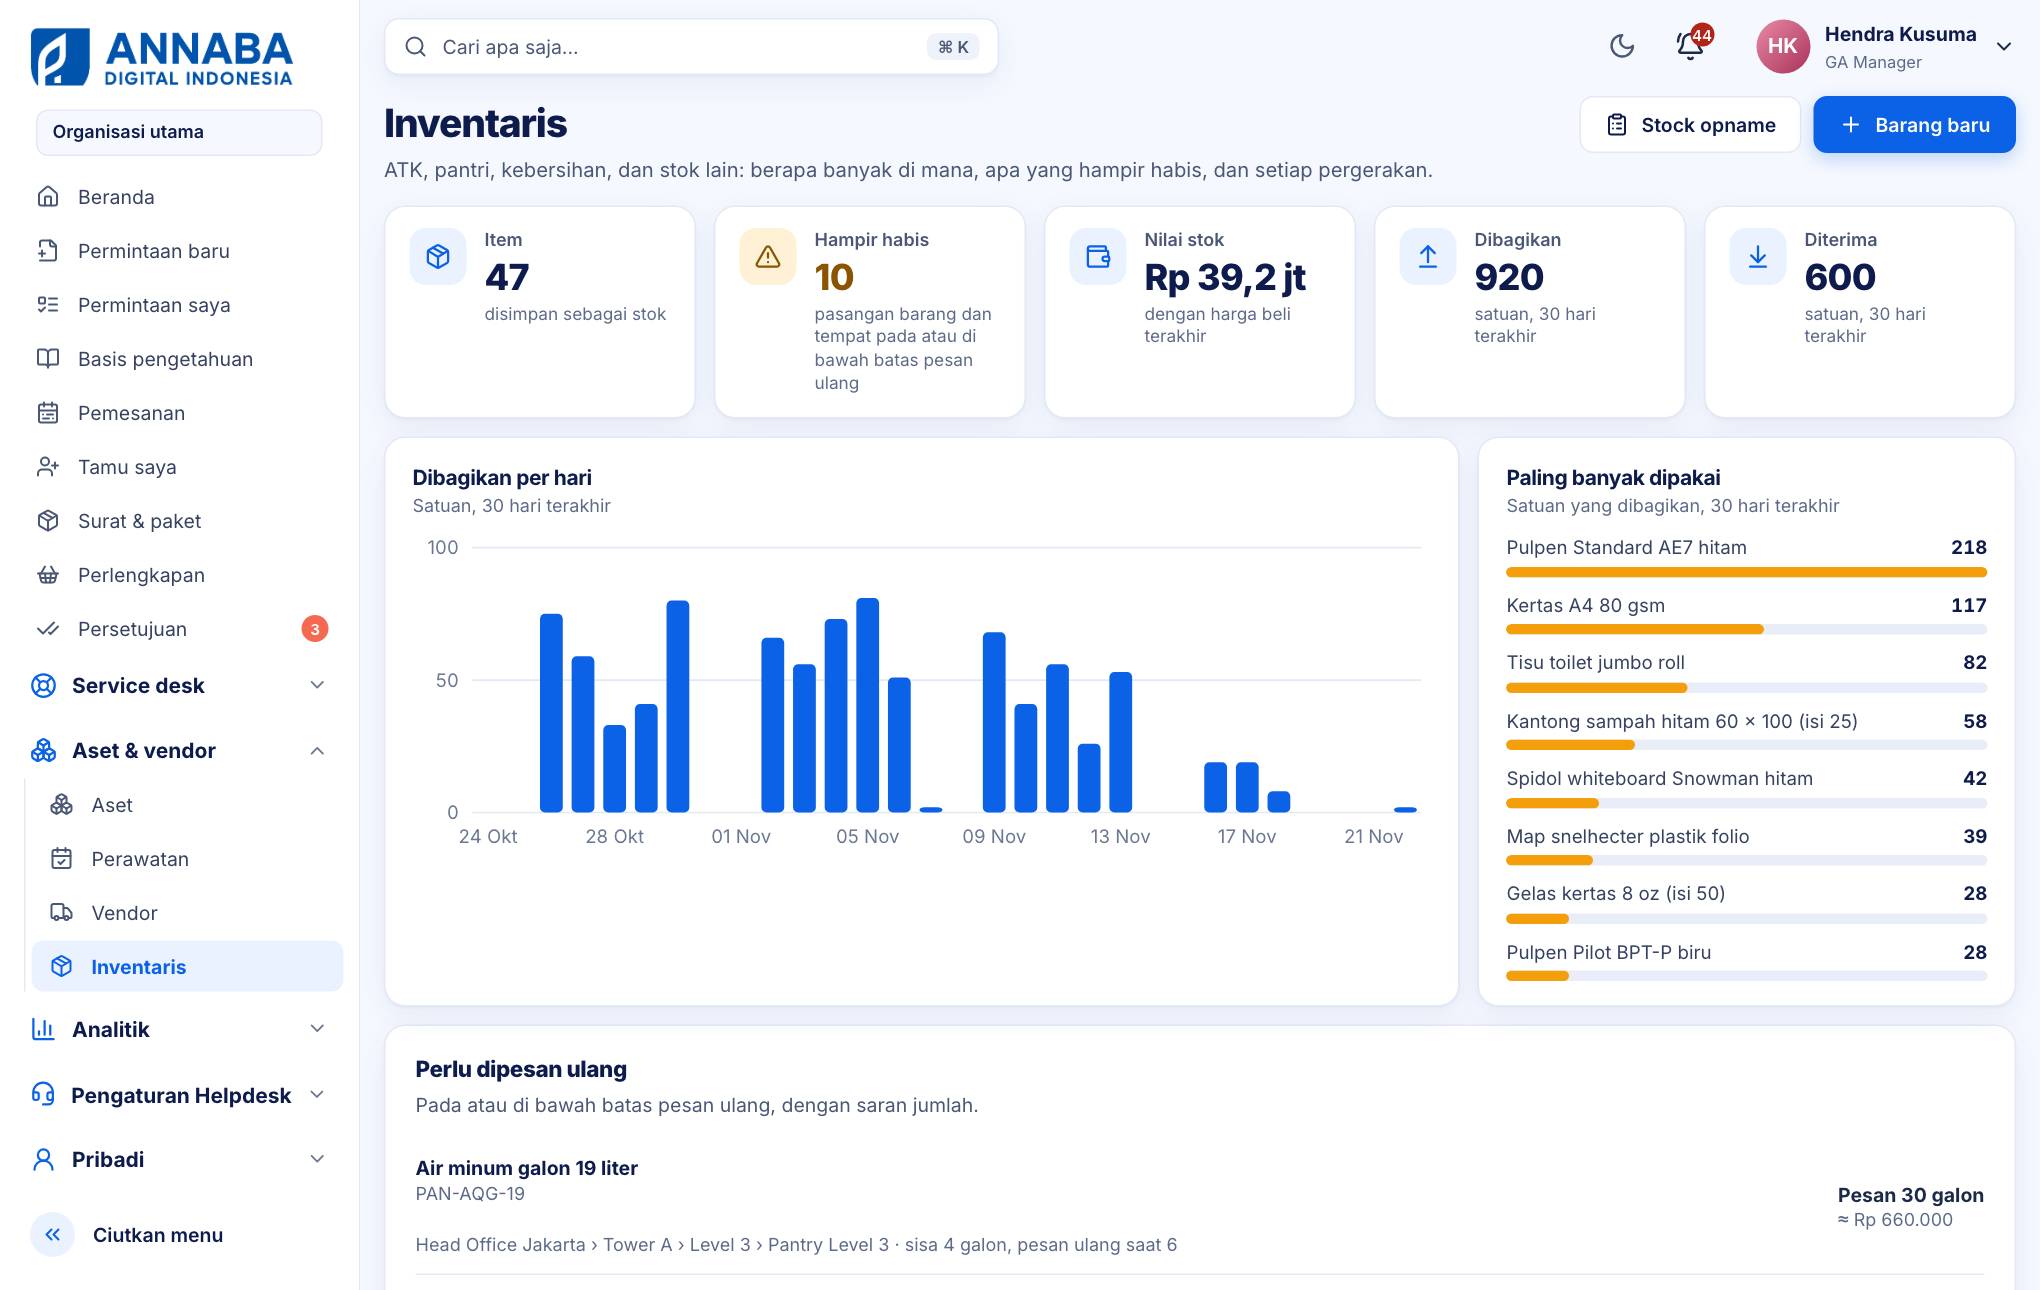 ANNABA
DIGITAL INDONESIA
Organisasi utama
Beranda
Permintaan baru
Permintaan saya
Basis pengetahuan
Pemesanan
Tamu saya
Surat & paket
Perlengkapan
Persetujuan 3
Service desk
Aset & vendor
Aset
Perawatan
Vendor
Inventaris
Analitik
Pengaturan Helpdesk
Pribadi
Ciutkan menu
Cari apa saja... ⌘ K
44
HK
Hendra Kusuma
GA Manager
Inventaris
ATK, pantri, kebersihan, dan stok lain: berapa banyak di mana, apa yang hampir habis, dan setiap pergerakan.
Stock opname
Barang baru
Item
47
disimpan sebagai stok
Hampir habis
10
pasangan barang dan
tempat pada atau di
bawah batas pesan
ulang
Nilai stok
Rp 39,2 jt
dengan harga beli
terakhir
Dibagikan
920
satuan, 30 hari
terakhir
Diterima
600
satuan, 30 hari
terakhir
Dibagikan per hari
Satuan, 30 hari terakhir
100
50
0
24 Okt 28 Okt 01 Nov 05 Nov 09 Nov 13 Nov 17 Nov 21 Nov
Paling banyak dipakai
Satuan yang dibagikan, 30 hari terakhir
Pulpen Standard AE7 hitam 218
Kertas A4 80 gsm 117
Tisu toilet jumbo roll 82
Kantong sampah hitam 60 × 100 (isi 25) 58
Spidol whiteboard Snowman hitam 42
Map snelhecter plastik folio 39
Gelas kertas 8 oz (isi 50) 28
Pulpen Pilot BPT-P biru 28
Perlu dipesan ulang
Pada atau di bawah batas pesan ulang, dengan saran jumlah.
Air minum galon 19 liter
PAN-AQG-19
Head Office Jakarta › Tower A › Level 3 › Pantry Level 3 · sisa 4 galon, pesan ulang saat 6
Pesan 30 galon
≈ Rp 660.000